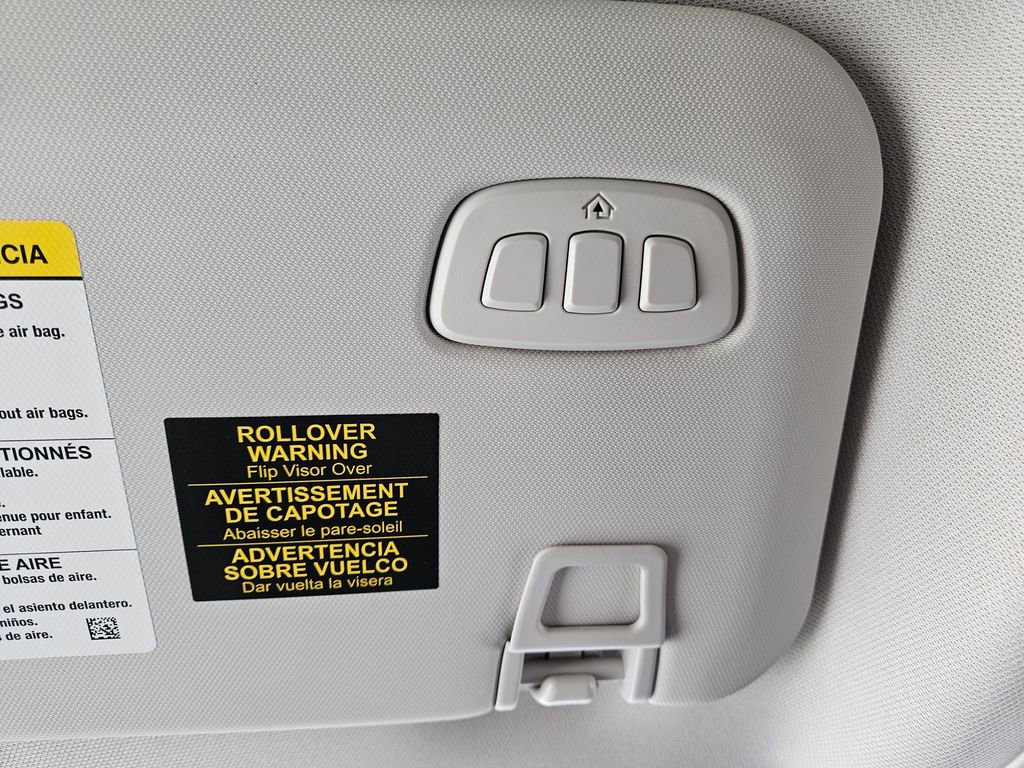 CIA
GS
e air bag.
out air bags.
TIONNÉS
lable.
enue pour enfant.
ernant
E AIRE
bolsas de aire.
el asiento delantero.
niños.
s de aire.
ROLLOVER
WARNING
Flip Visor Over
AVERTISSEMENT
DE CAPOTAGE
Abaisser le pare-soleil
ADVERTENCIA
SOBRE VUELCO
Dar vuelta la visera